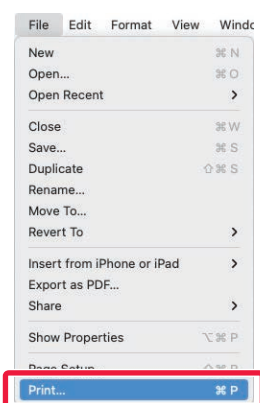 File Edit Format View
New ⌘ N
Open... ⌘ O
Open Recent >
Close ⌘ W
Save... ⌘ S
Duplicate ⇧ ⌘ S
Rename...
Move To...
Revert To >
Insert from iPhone or iPad >
Export as PDF...
Share >
Show Properties ⌥ ⌘ P
Page Setup ⇧ ⌘ P
Print... ⌘ P